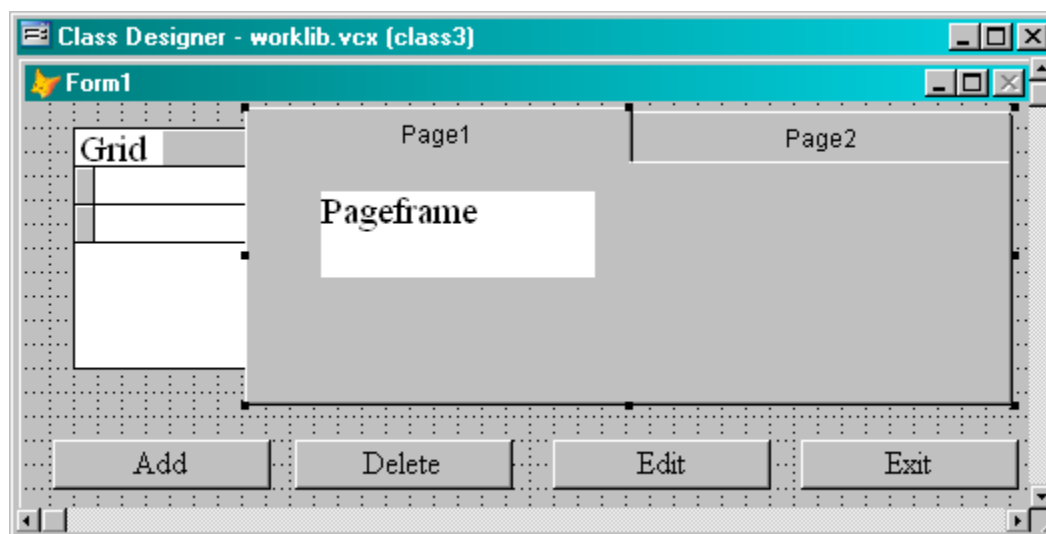 Class Designer - worklib.vcx (class3)
Form1
Grid
Page1
Page2
Pageframe
Add
Delete
Edit
Exit